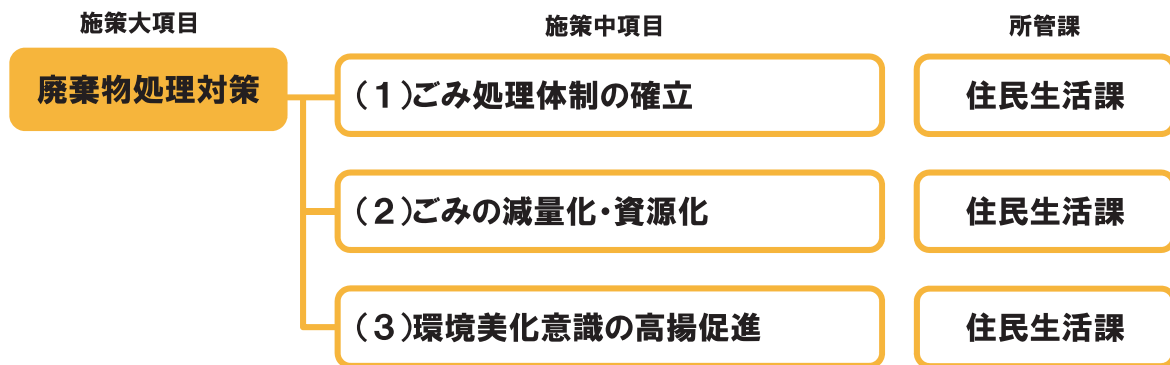 施策大項目
施策中項目
所管課
廃棄物処理対策
(1)ごみ処理体制の確立
住民生活課
(2)ごみの減量化・資源化
住民生活課
(3)環境美化意識の高揚促進
住民生活課